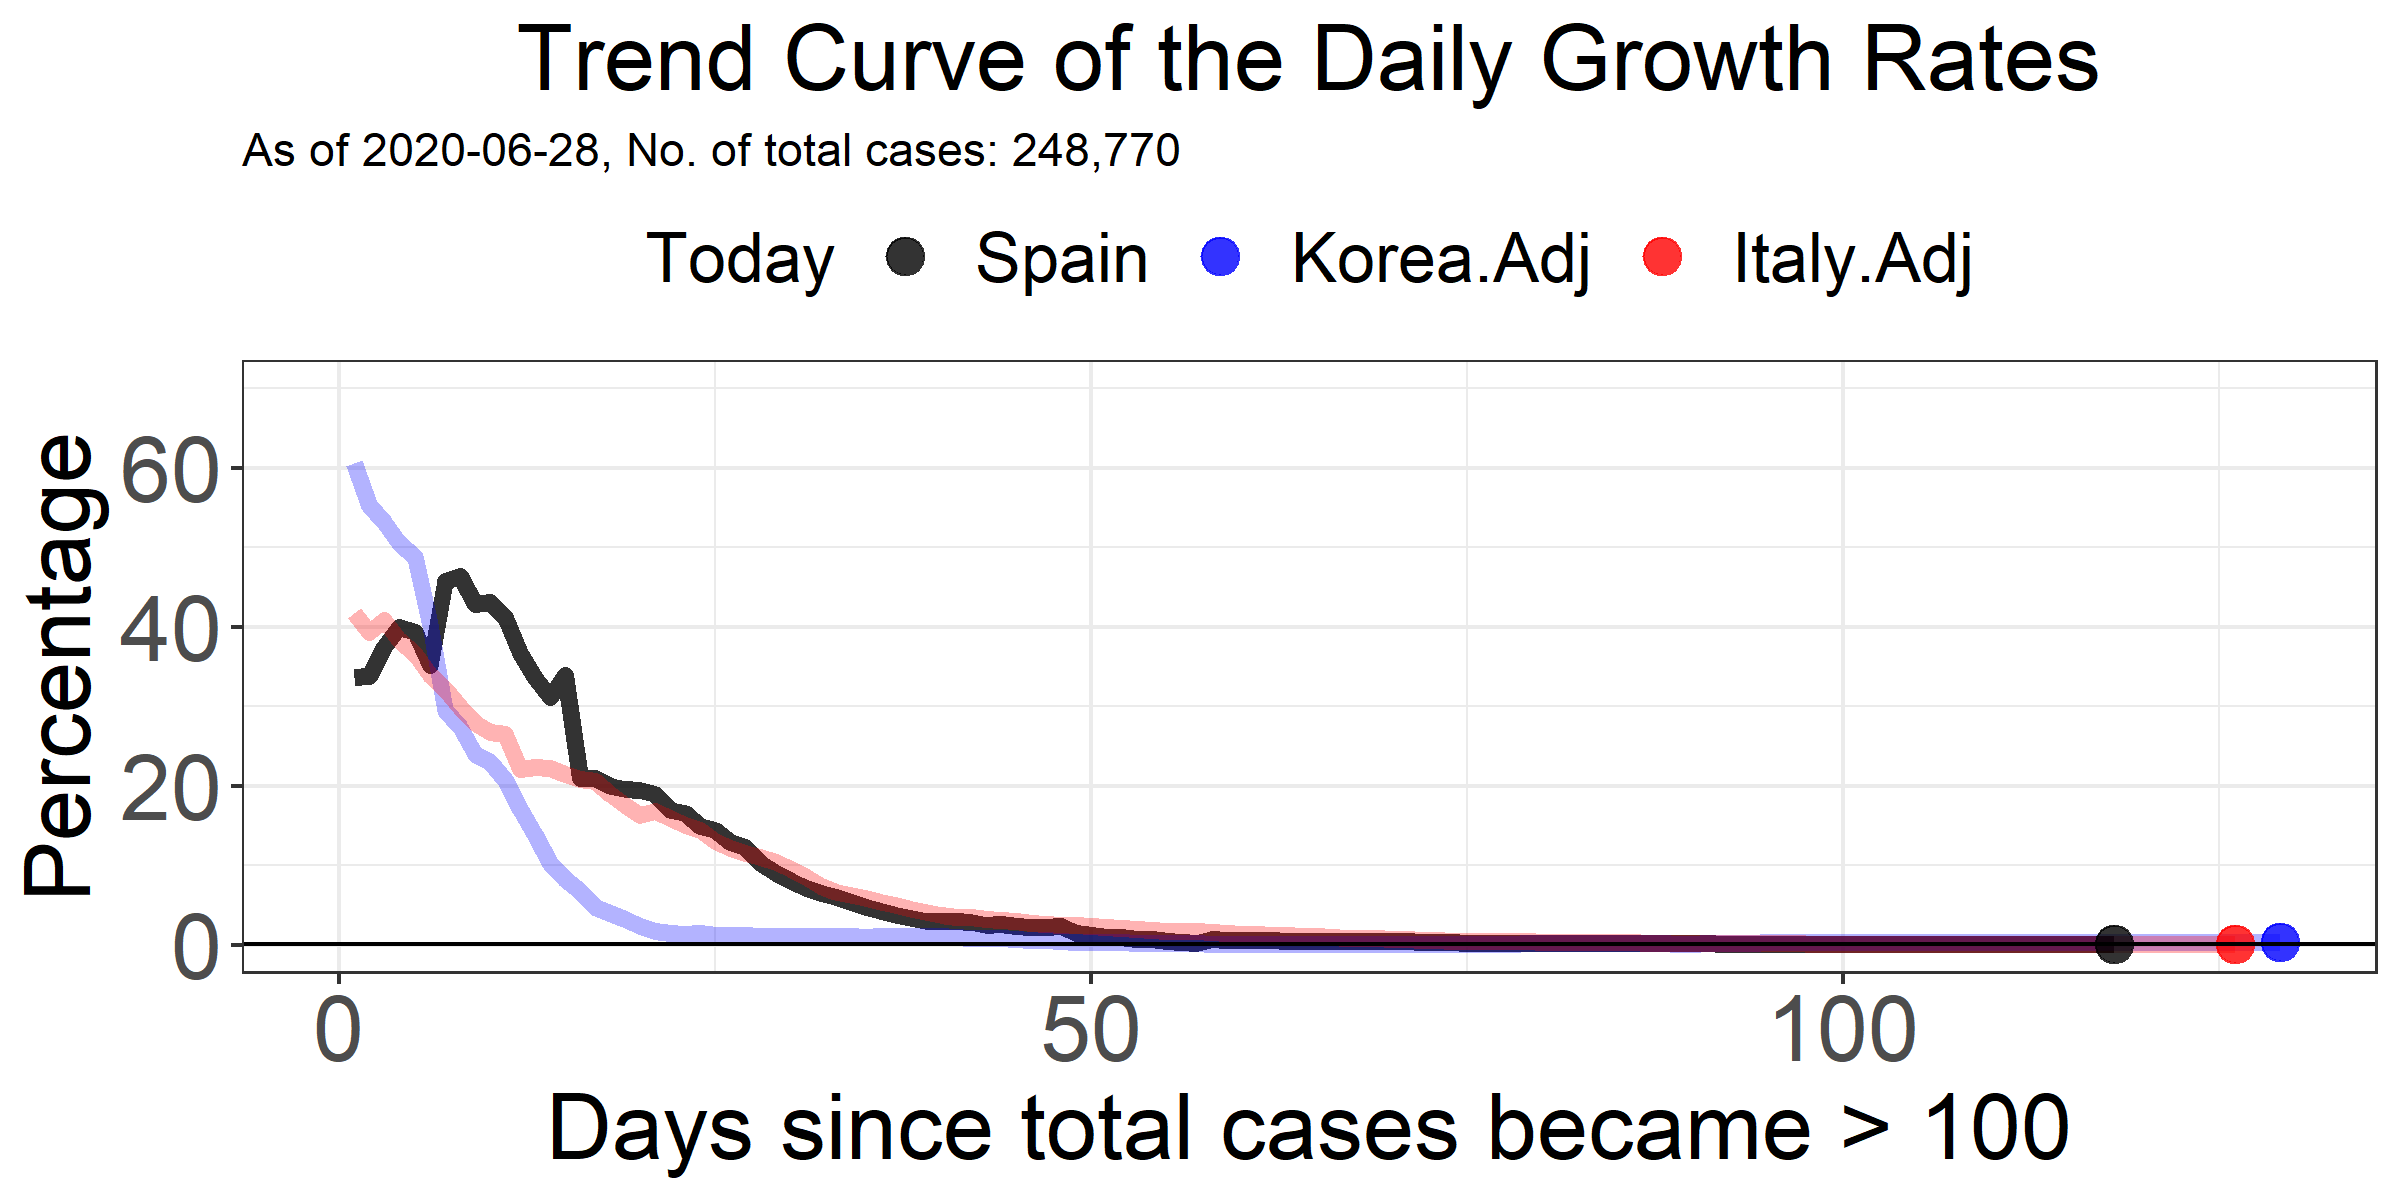 Trend Curve of the Daily Growth Rates
As of 2020-06-28, No. of total cases: 248,770
Today Spain Korea.Adj Italy.Adj
Percentage
60
40
20
0
0 50 100
Days since total cases became > 100